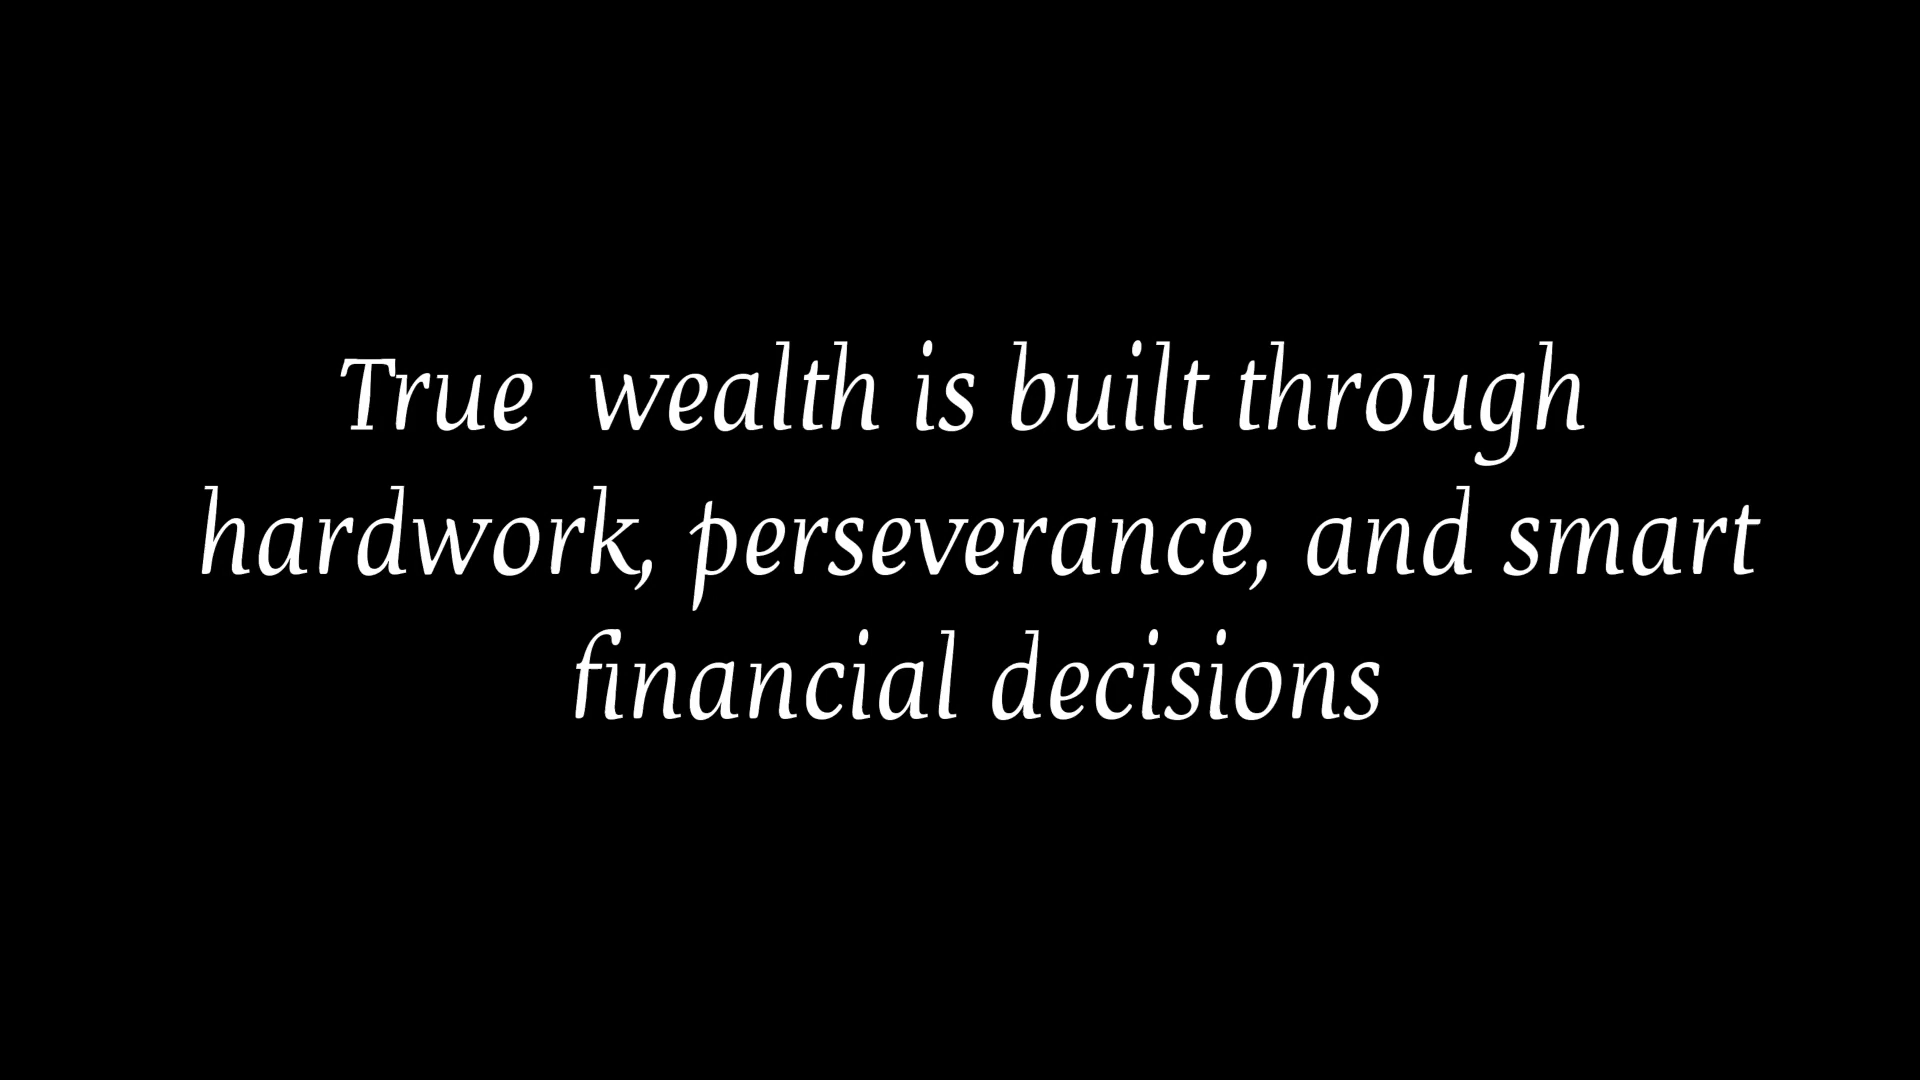 True  wealth is built through
hardwork, perseverance, and smart
financial decisions